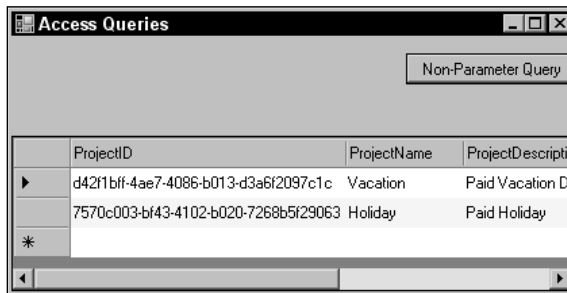 Access Queries
Non-Parameter Query
ProjectID ProjectName ProjectDescripti
d42f1bff-4ae7-4086-b013-d3a6f2097c1c Vacation Paid Vacation D
7570c003-bf43-4102-b020-7268b5f29063 Holiday Paid Holiday